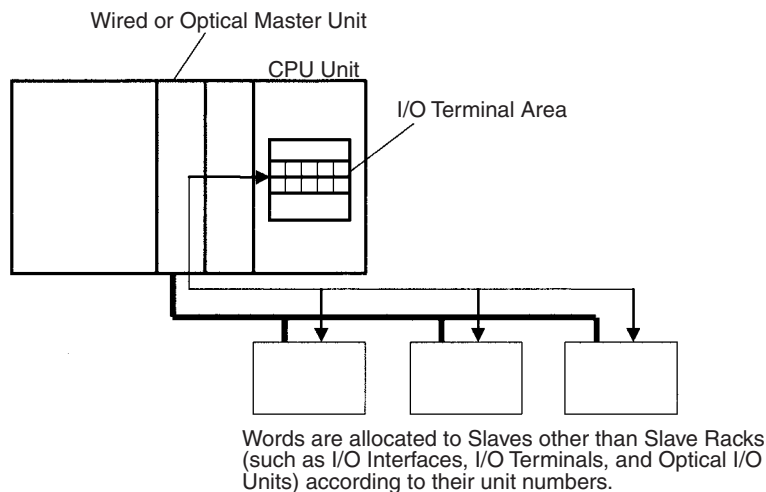 Wired or Optical Master Unit
CPU Unit
I/O Terminal Area
Words are allocated to Slaves other than Slave Racks
(such as I/O Interfaces, I/O Terminals, and Optical I/O
Units) according to their unit numbers.